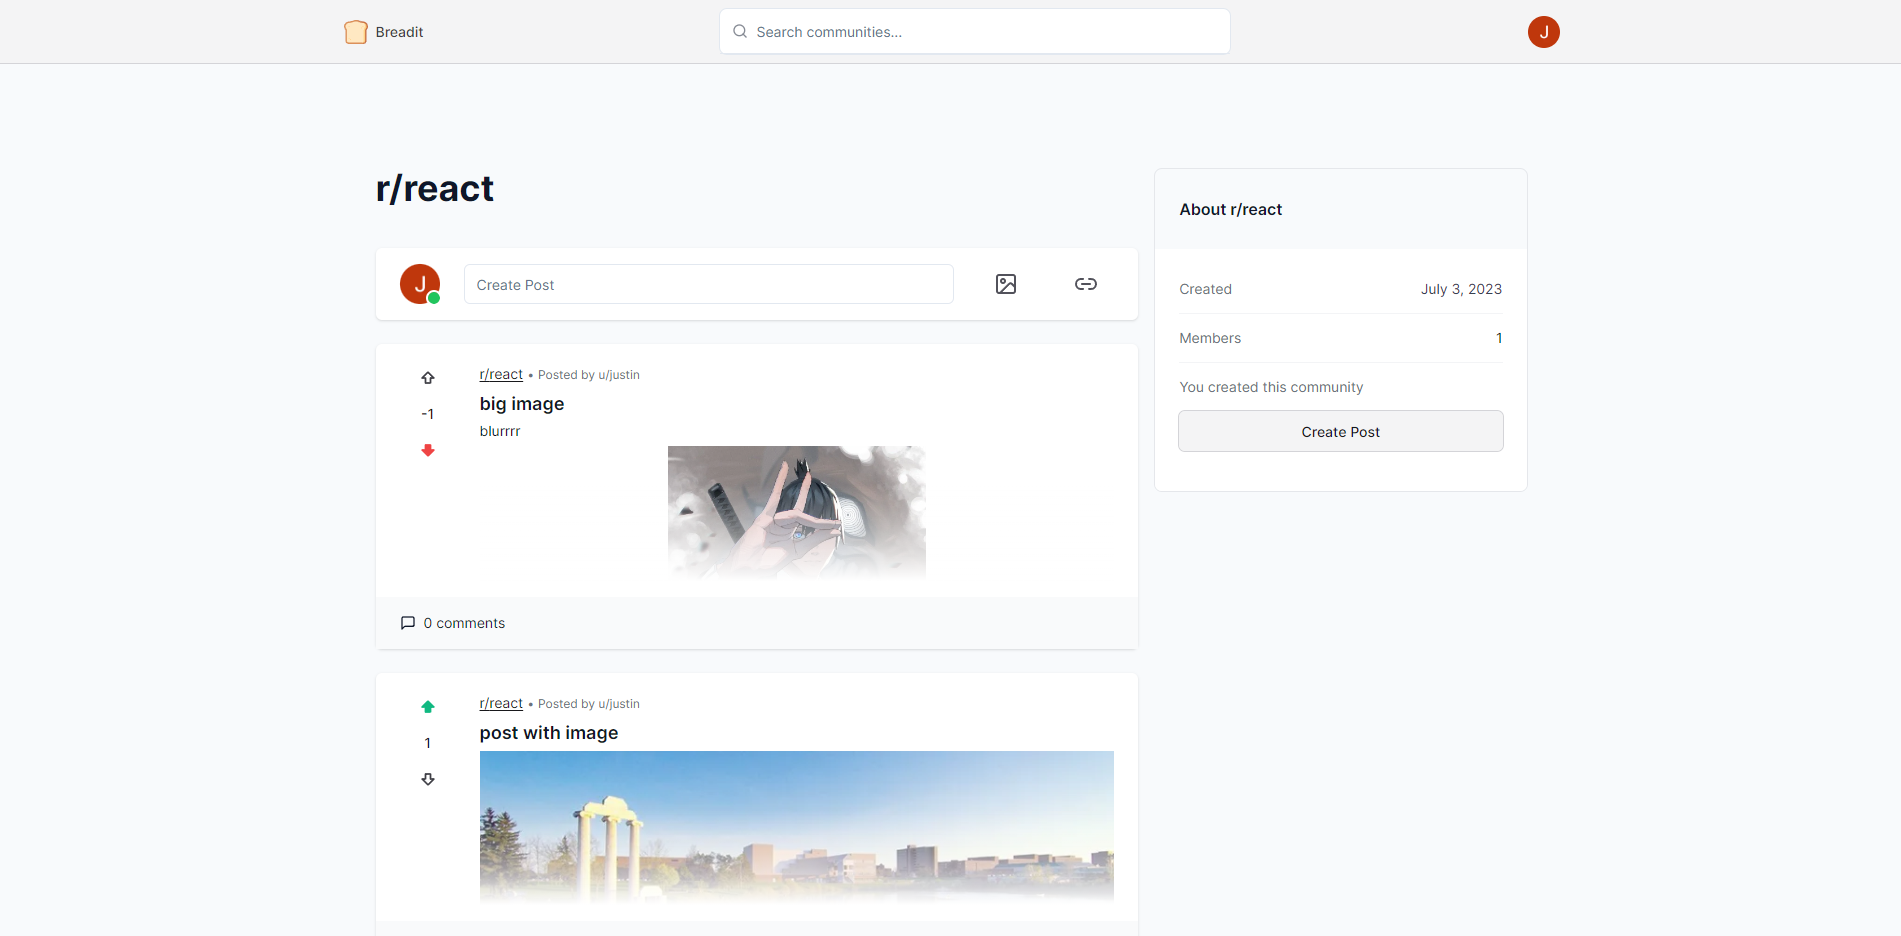 Breadit
Search communities...
J
r/react
J
Create Post
r/react • Posted by u/justin
-1
big image
blurrrr
0 comments
r/react • Posted by u/justin
1
post with image
About r/react
Created July 3, 2023
Members 1
You created this community
Create Post